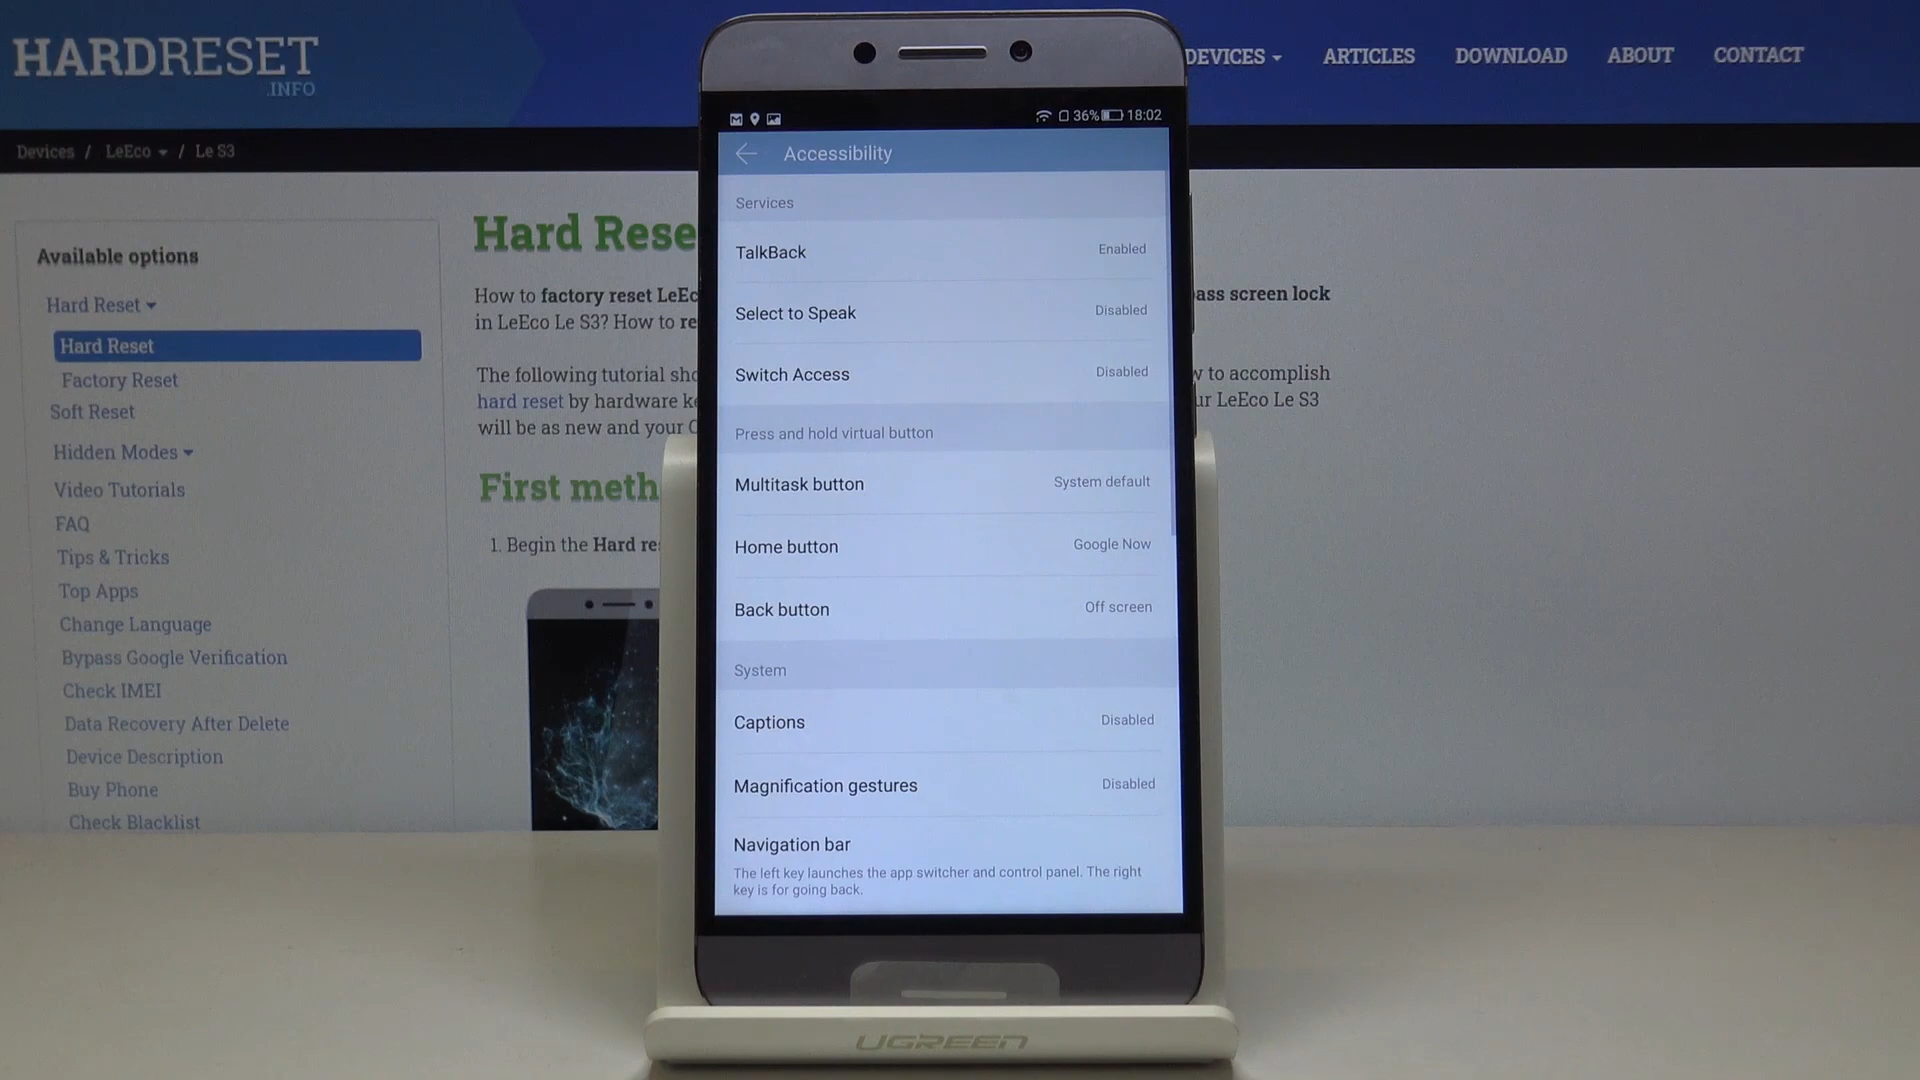 HARDRESET
.INFO
DEVICES
ARTICLES
DOWNLOAD
ABOUT
CONTACT
Devices / LeEco / Le S3
Available options
Hard Reset
Hard Reset
Factory Reset
Soft Reset
Hidden Modes
Video Tutorials
FAQ
Tips & Tricks
Top Apps
Change Language
Bypass Google Verification
Check IMEI
Data Recovery After Delete
Device Description
Buy Phone
Check Blacklist
Hard Rese
How to factory reset LeEc
ass screen lock
in LeEco Le S3? How to re
The following tutorial sho
w to accomplish
hard reset by hardware ke
ur LeEco Le S3
will be as new and your C
First meth
1. Begin the Hard re
36% 18:02
Accessibility
Services
TalkBack Enabled
Select to Speak Disabled
Switch Access Disabled
Press and hold virtual button
Multitask button System default
Home button Google Now
Back button Off screen
System
Captions Disabled
Magnification gestures Disabled
Navigation bar
The left key launches the app switcher and control panel. The right
key is for going back.
UGREEN